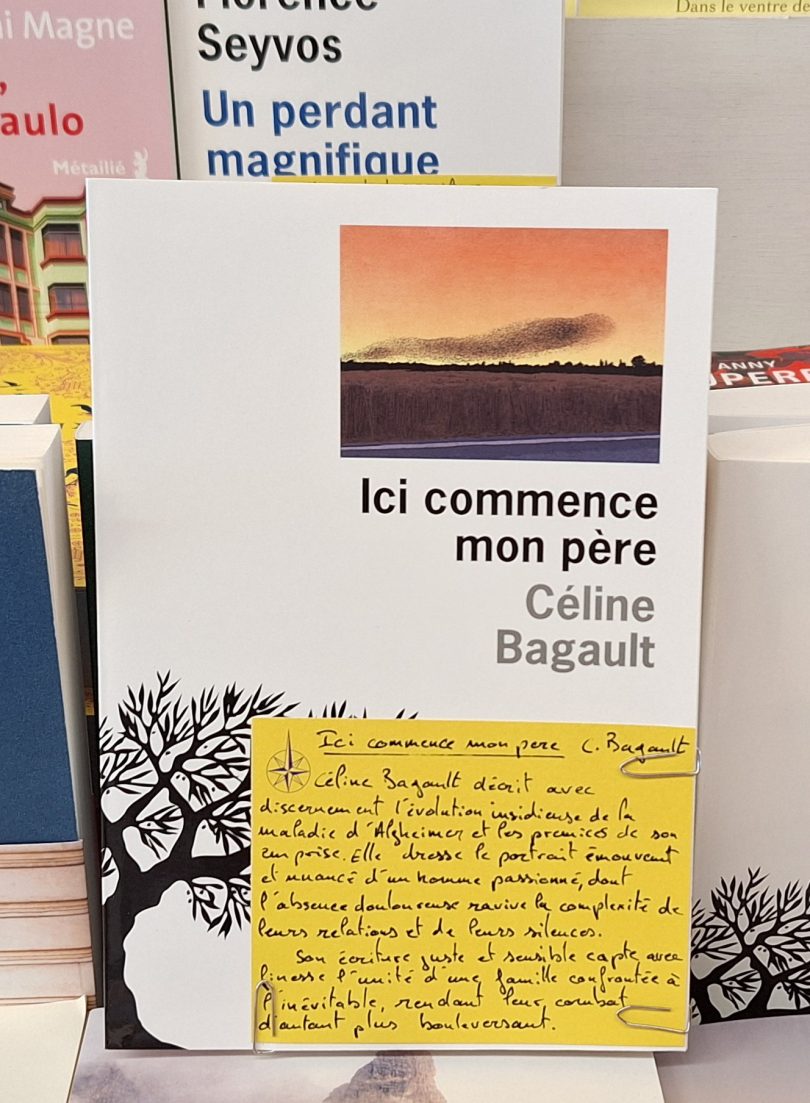 ni Magne
aulo
Métailié
Florence
Seyvos
Un perdant
magnifique
Dans le ventre de
ANNY
UPERE
Ici commence
mon père
Céline
Bagault
Ici commence mon père C. Bagault
Céline Bagault décrit avec
discernement l'évolution insidieuse de la
maladie d'Alzheimer et les prémices de son
emprise. Elle dresse le portrait émouvant
et nuancé d'un homme passionné, dont
l'absence douloureuse ravive la complexité de
leurs relations et de leurs silences.
Son écriture juste et sensible capte avec
finesse l'unité d'une famille confrontée à
l'inévitable, rendant leur combat
d'autant plus bouleversant.